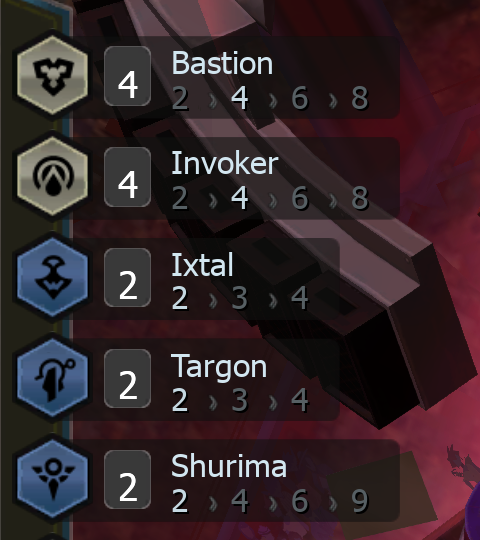 4 Bastion
2 › 4 › 6 › 8
4 Invoker
2 › 4 › 6 › 8
2 Ixtal
2 › 3 › 4
2 Targon
2 › 3 › 4
2 Shurima
2 › 4 › 6 › 9